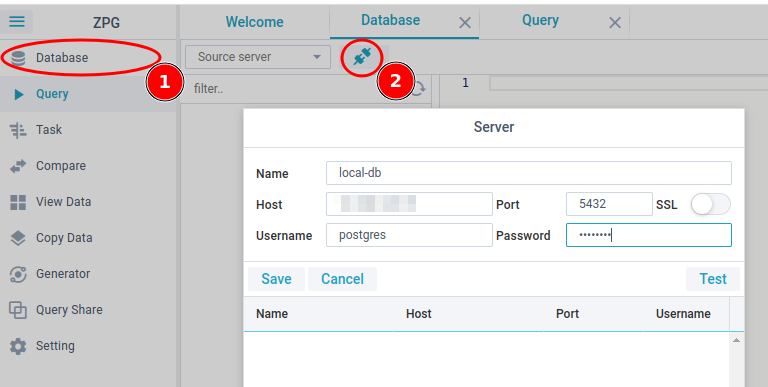 ZPG Welcome Database Query
Database
Source server
1
2
filter..
1
Query
Server
Task
Name local-db
Compare
Host Port 5432 SSL
View Data
Username postgres Password ••••••••
Copy Data
Generator
Save Cancel Test
Query Share
Name Host Port Username
Setting